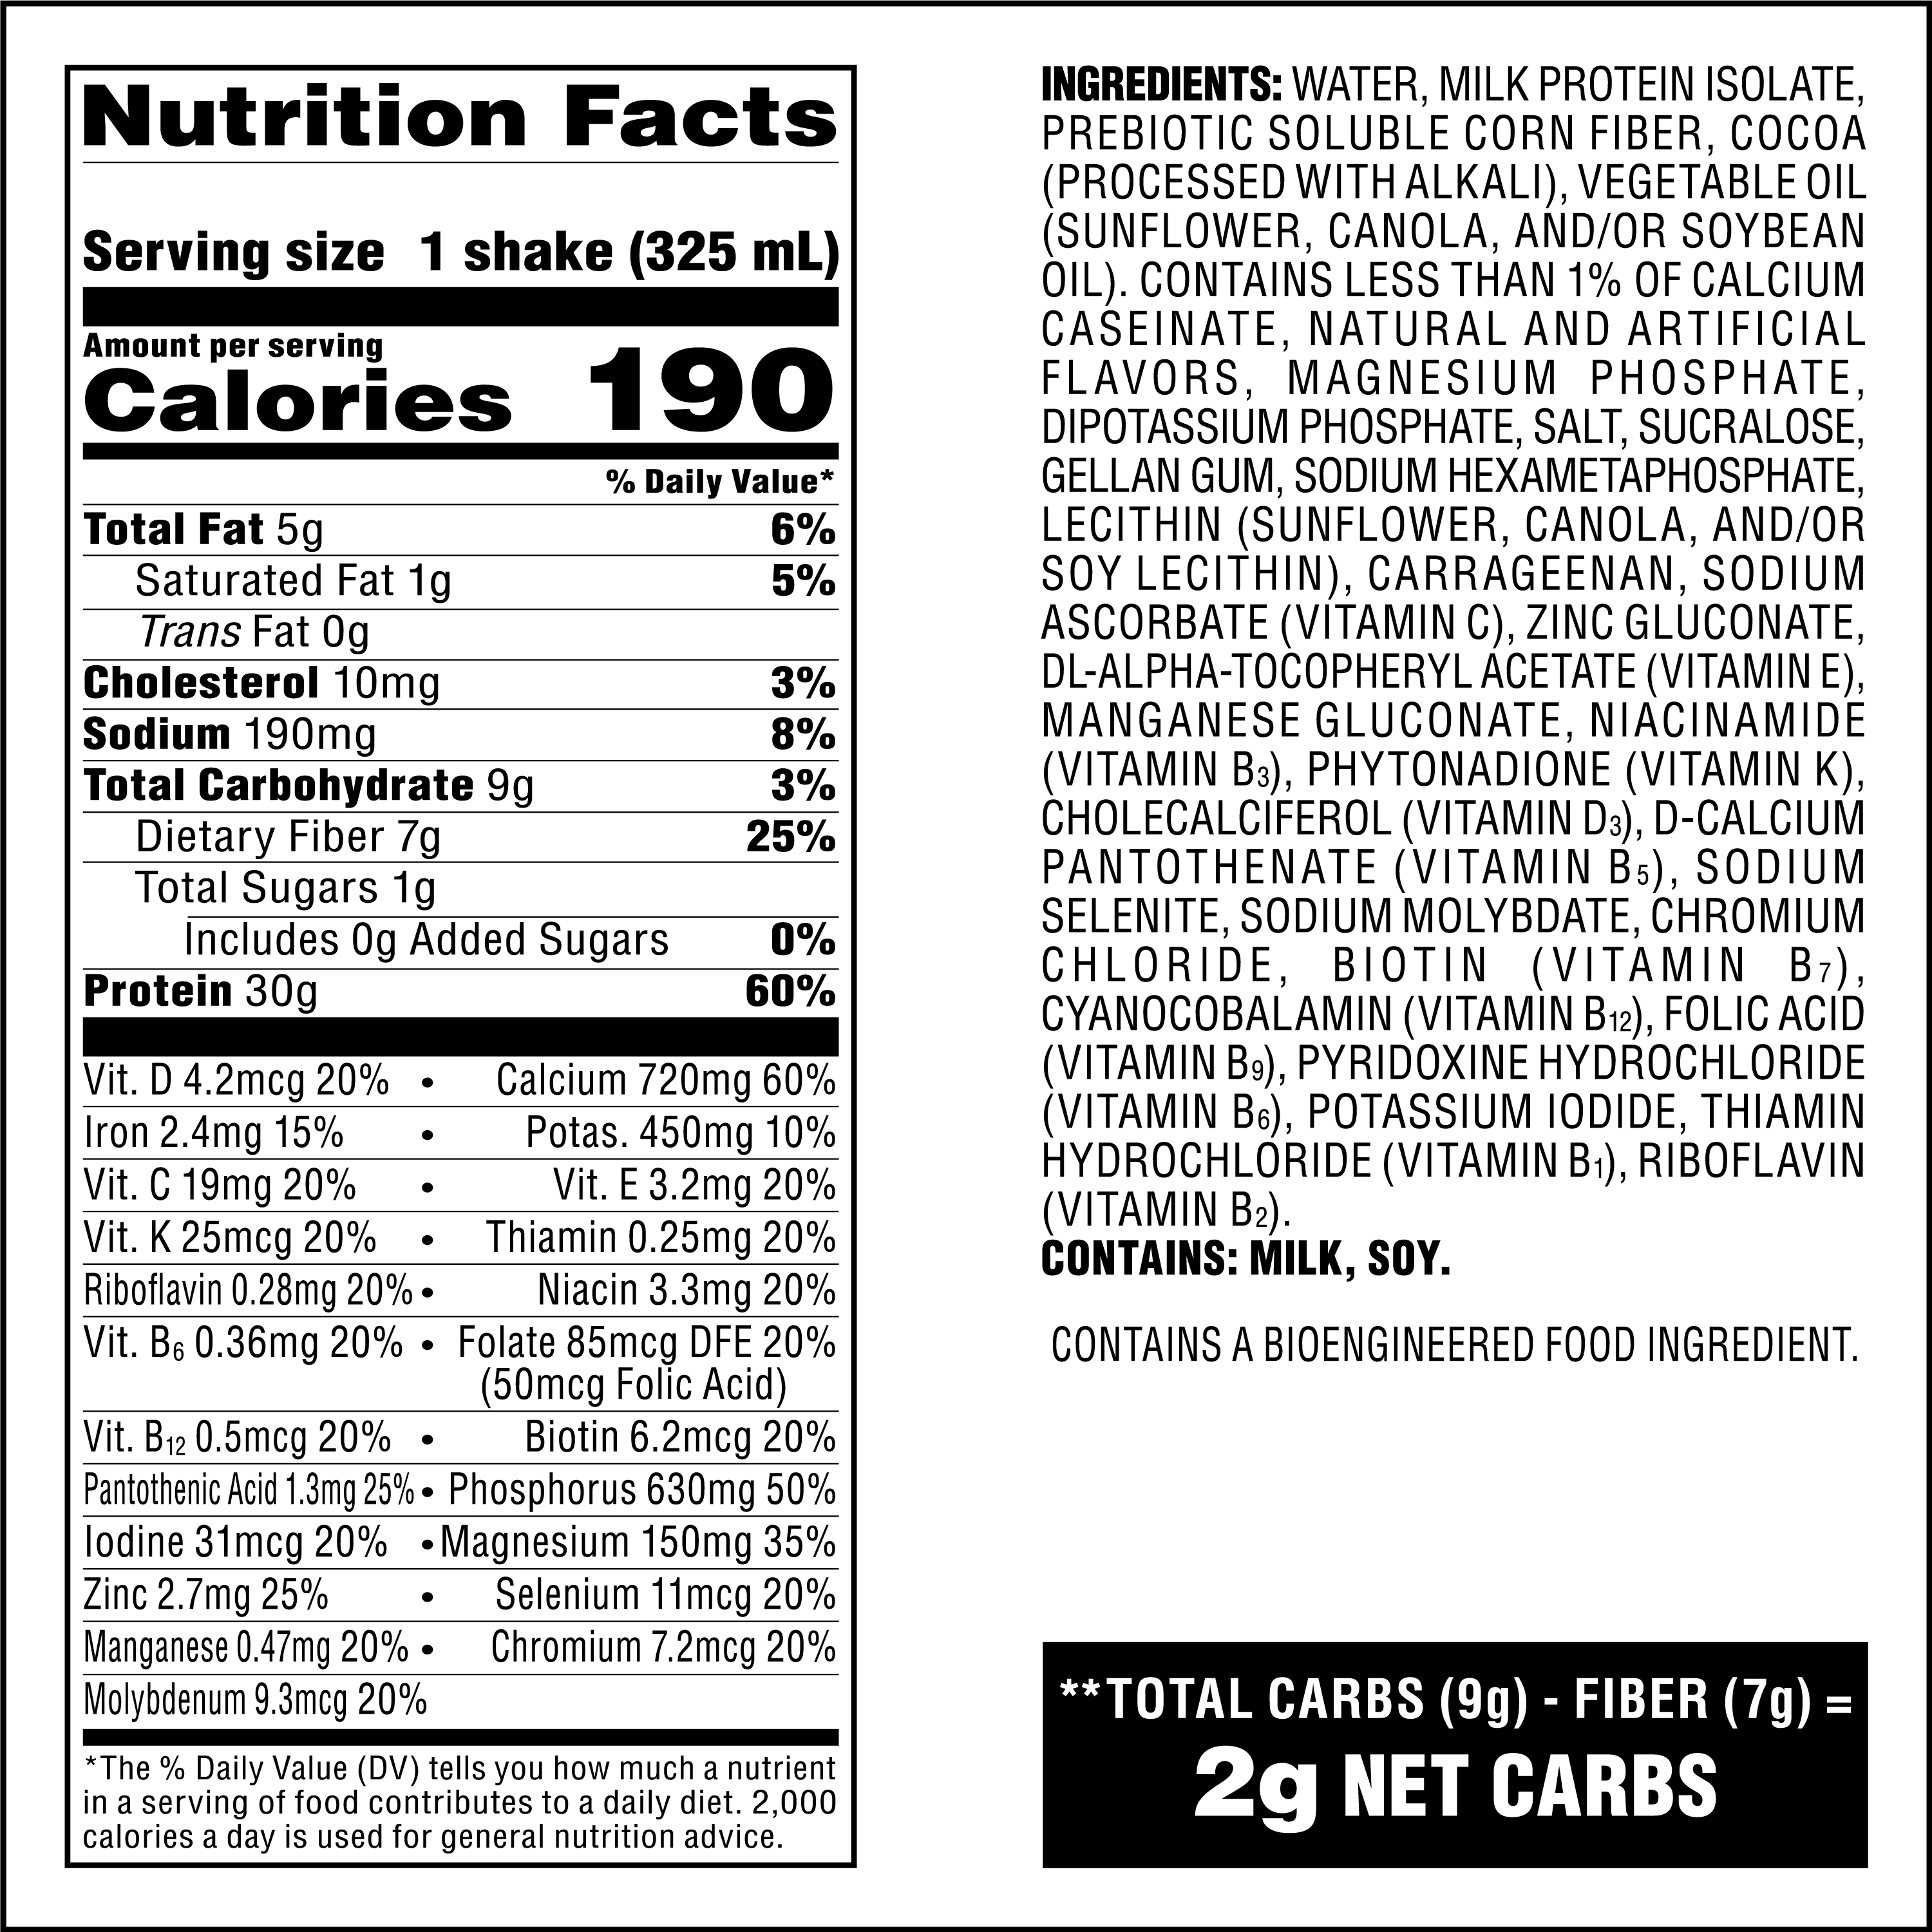 Nutrition Facts
Serving size 1 shake (325 mL)
Amount per serving
Calories 190
% Daily Value*
Total Fat 5g 6%
Saturated Fat 1g 5%
Trans Fat 0g
Cholesterol 10mg 3%
Sodium 190mg 8%
Total Carbohydrate 9g 3%
Dietary Fiber 7g 25%
Total Sugars 1g
Includes 0g Added Sugars 0%
Protein 30g 60%
Vit. D 4.2mcg 20% • Calcium 720mg 60%
Iron 2.4mg 15% • Potas. 450mg 10%
Vit. C 19mg 20% • Vit. E 3.2mg 20%
Vit. K 25mcg 20% • Thiamin 0.25mg 20%
Riboflavin 0.28mg 20% • Niacin 3.3mg 20%
Vit. B6 0.36mg 20% • Folate 85mcg DFE 20%
(50mcg Folic Acid)
Vit. B12 0.5mcg 20% • Biotin 6.2mcg 20%
Pantothenic Acid 1.3mg 25% • Phosphorus 630mg 50%
Iodine 31mcg 20% • Magnesium 150mg 35%
Zinc 2.7mg 25% • Selenium 11mcg 20%
Manganese 0.47mg 20% • Chromium 7.2mcg 20%
Molybdenum 9.3mcg 20%
*The % Daily Value (DV) tells you how much a nutrient
in a serving of food contributes to a daily diet. 2,000
calories a day is used for general nutrition advice.
INGREDIENTS: WATER, MILK PROTEIN ISOLATE,
PREBIOTIC SOLUBLE CORN FIBER, COCOA
(PROCESSED WITH ALKALI), VEGETABLE OIL
(SUNFLOWER, CANOLA, AND/OR SOYBEAN
OIL). CONTAINS LESS THAN 1% OF CALCIUM
CASEINATE, NATURAL AND ARTIFICIAL
FLAVORS, MAGNESIUM PHOSPHATE,
DIPOTASSIUM PHOSPHATE, SALT, SUCRALOSE,
GELLAN GUM, SODIUM HEXAMETAPHOSPHATE,
LECITHIN (SUNFLOWER, CANOLA, AND/OR
SOY LECITHIN), CARRAGEENAN, SODIUM
ASCORBATE (VITAMIN C), ZINC GLUCONATE,
DL-ALPHA-TOCOPHERYL ACETATE (VITAMIN E),
MANGANESE GLUCONATE, NIACINAMIDE
(VITAMIN B3), PHYTONADIONE (VITAMIN K),
CHOLECALCIFEROL (VITAMIN D3), D-CALCIUM
PANTOTHENATE (VITAMIN B5), SODIUM
SELENITE, SODIUM MOLYBDATE, CHROMIUM
CHLORIDE, BIOTIN (VITAMIN B7),
CYANOCOBALAMIN (VITAMIN B12), FOLIC ACID
(VITAMIN B9), PYRIDOXINE HYDROCHLORIDE
(VITAMIN B6), POTASSIUM IODIDE, THIAMIN
HYDROCHLORIDE (VITAMIN B1), RIBOFLAVIN
(VITAMIN B2).
CONTAINS: MILK, SOY.
CONTAINS A BIOENGINEERED FOOD INGREDIENT.
**TOTAL CARBS (9g) - FIBER (7g) =
2g NET CARBS